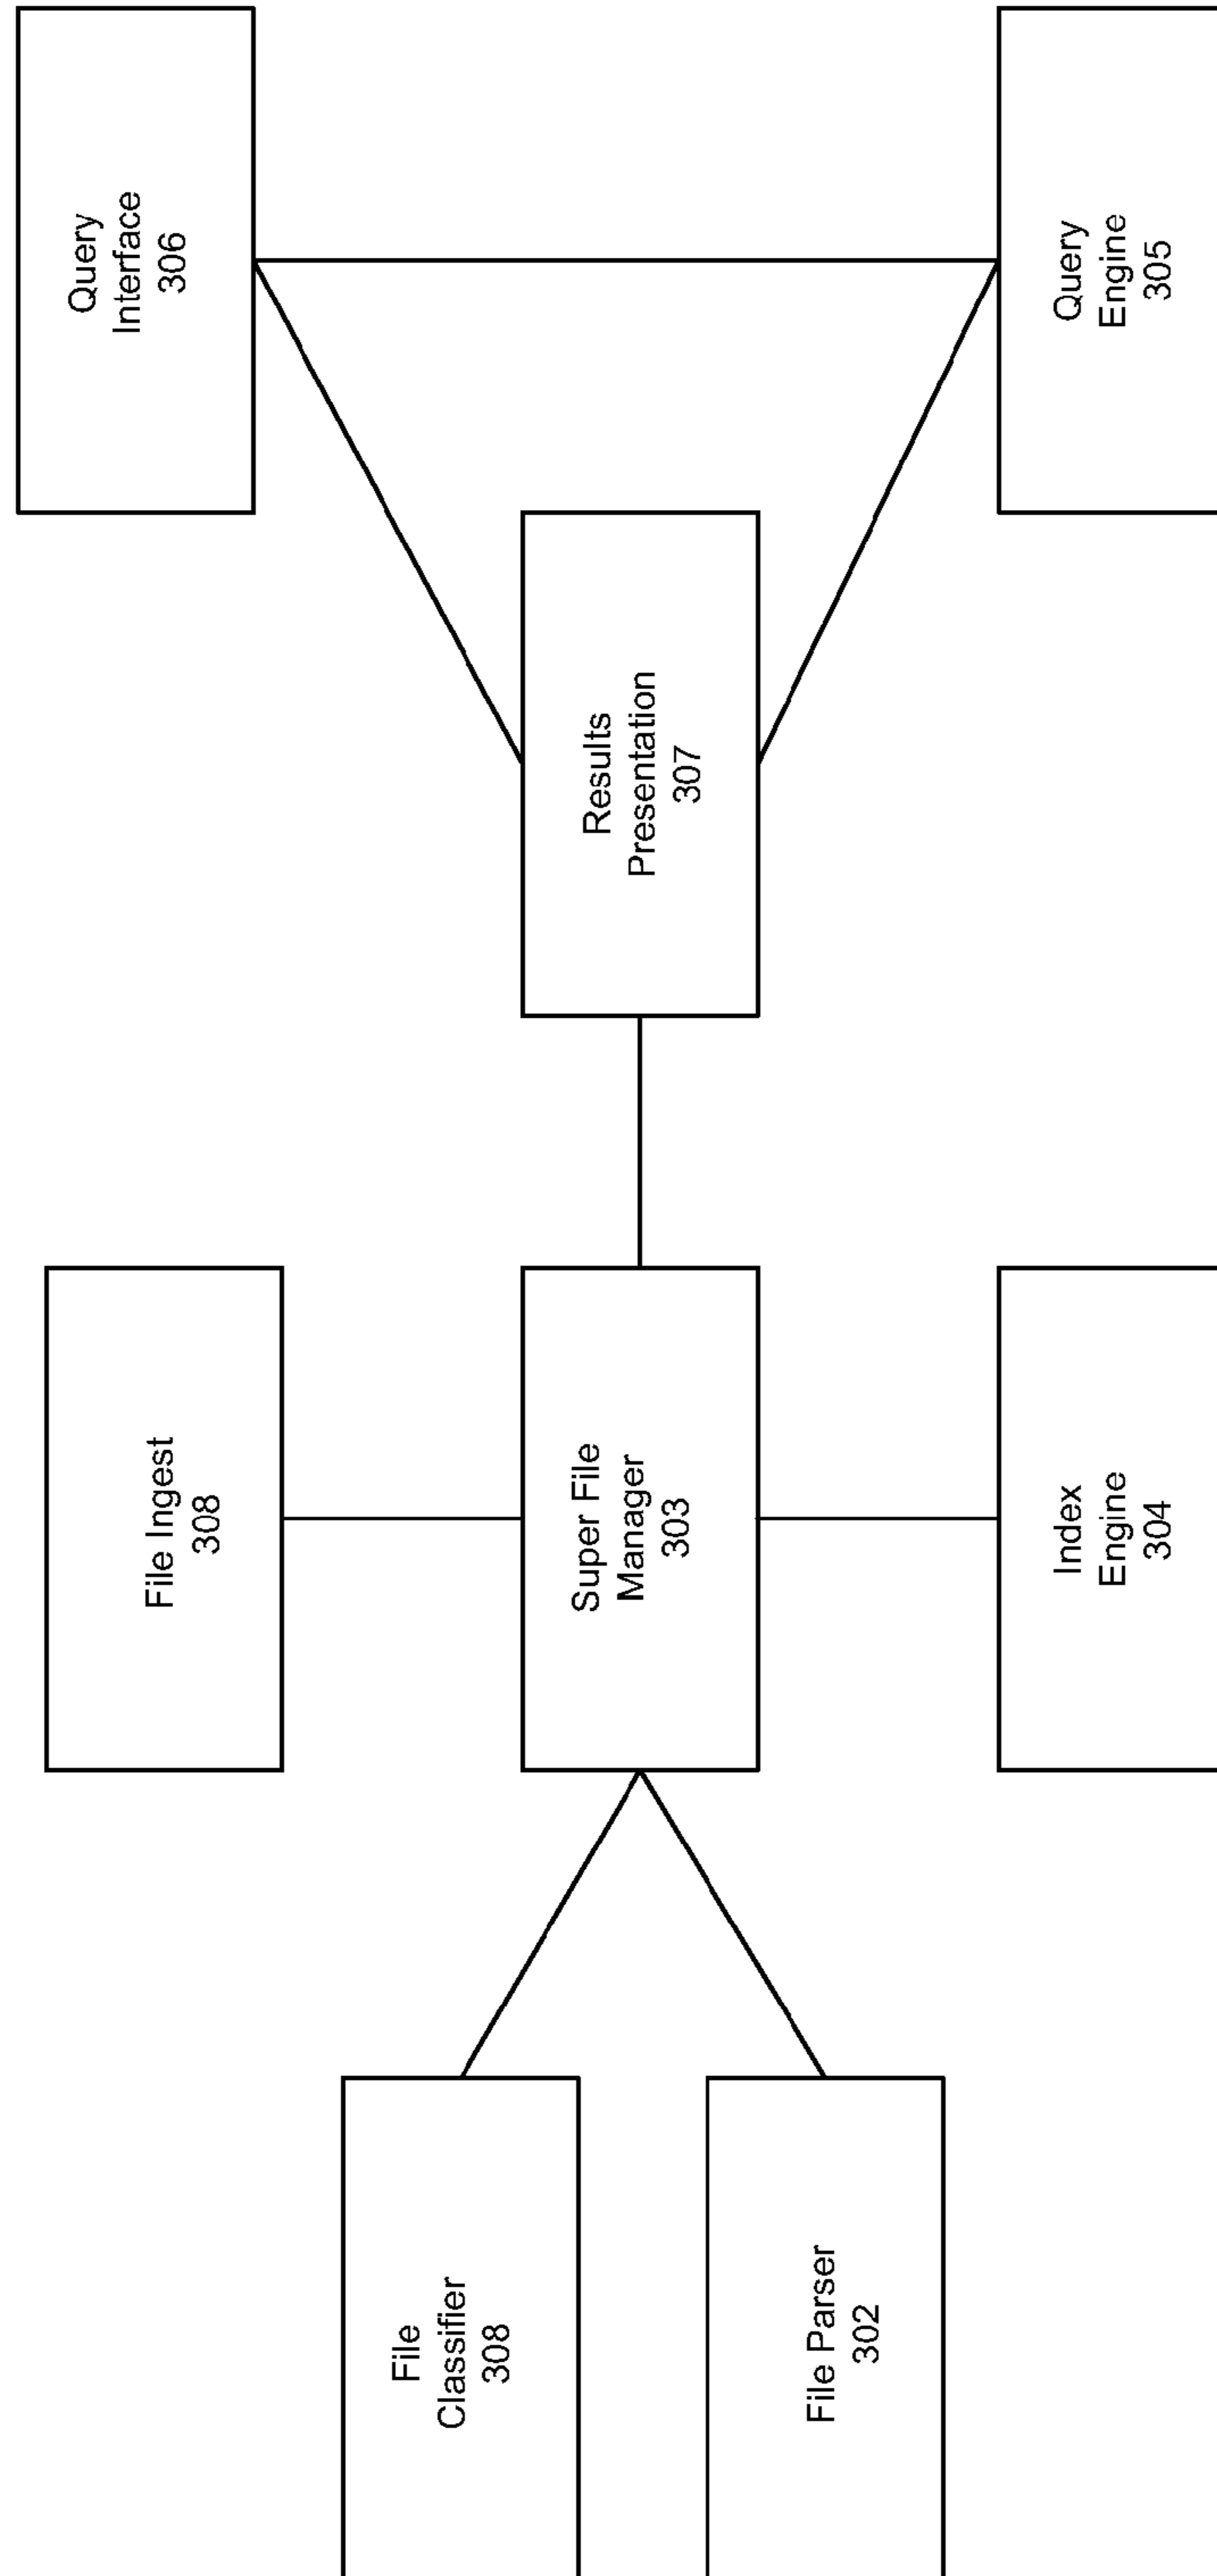 File Ingest
308
Query
Interface
306
File
Classifier
308
Super File
Manager
303
Results
Presentation
307
File Parser
302
Index
Engine
304
Query
Engine
305